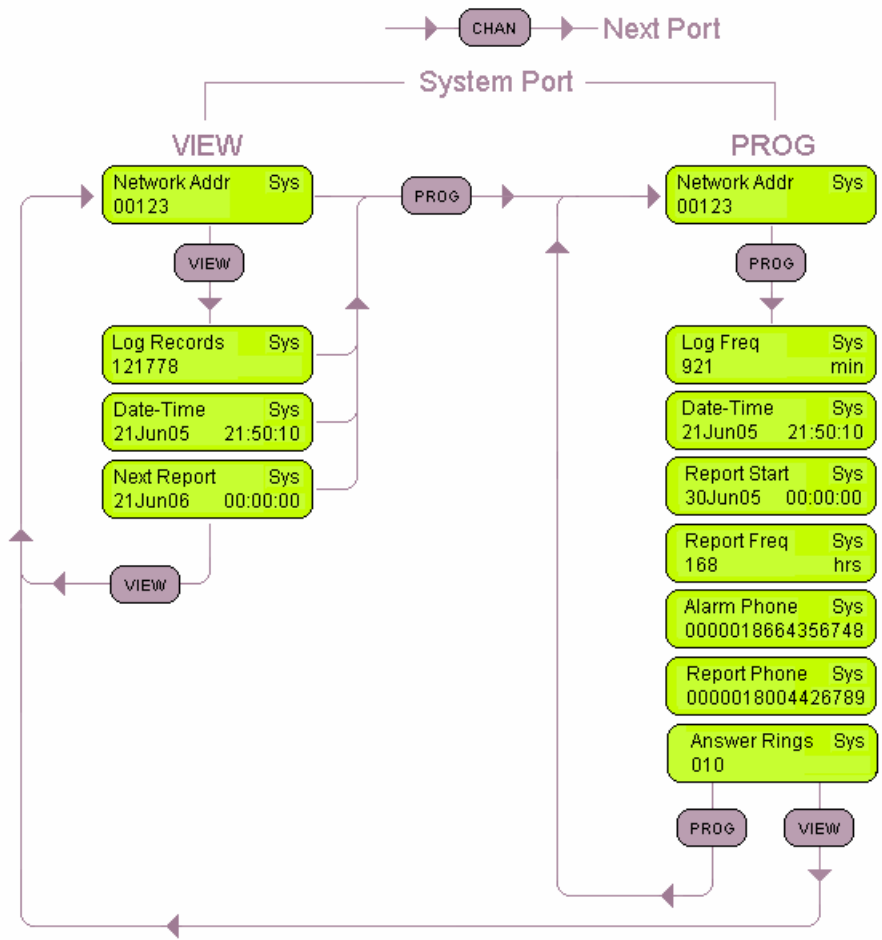 CHAN Next Port
System Port
VIEW
Network Addr Sys
00123
VIEW
Log Records Sys
121778
Date-Time Sys
21Jun05 21:50:10
Next Report Sys
21Jun06 00:00:00
VIEW
PROG
PROG
Network Addr Sys
00123
PROG
Log Freq Sys
921 min
Date-Time Sys
21Jun05 21:50:10
Report Start Sys
30Jun05 00:00:00
Report Freq Sys
168 hrs
Alarm Phone Sys
0000018664356748
Report Phone Sys
0000018004426789
Answer Rings Sys
010
PROG VIEW